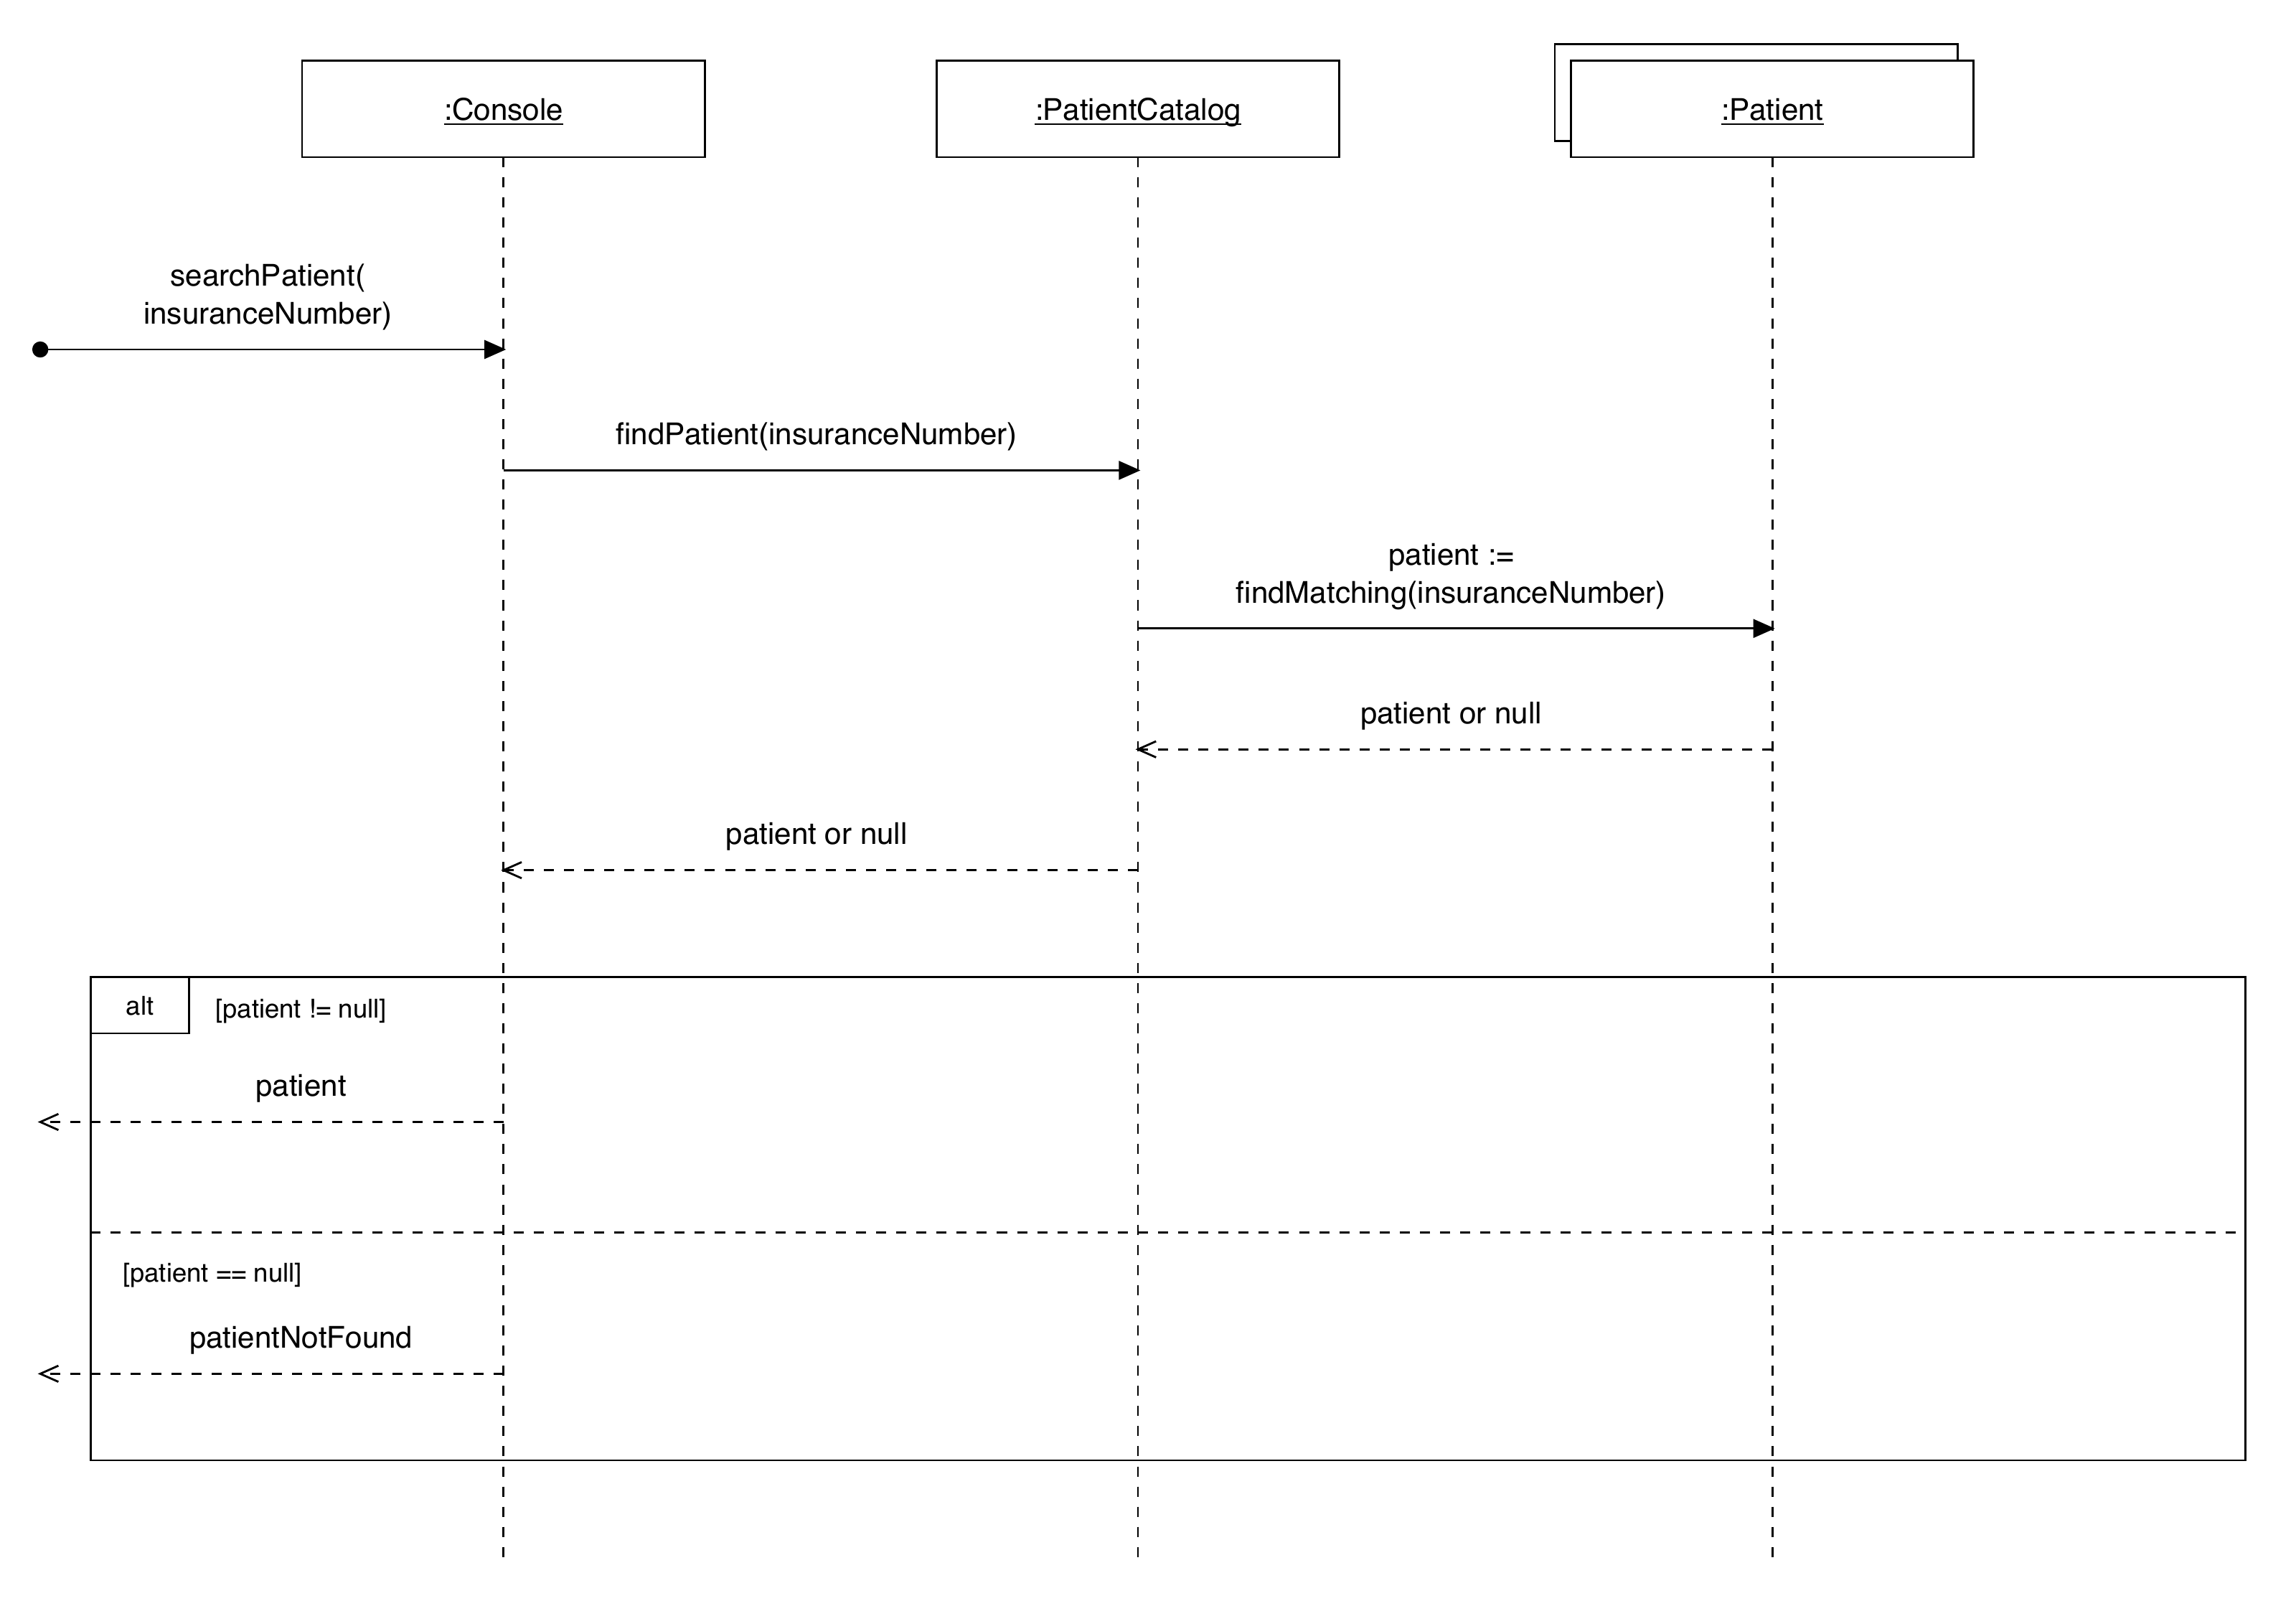 :Console
:PatientCatalog
:Patient
searchPatient(
insuranceNumber)
findPatient(insuranceNumber)
patient :=
findMatching(insuranceNumber)
patient or null
patient or null
alt
[patient != null]
patient
[patient == null]
patientNotFound